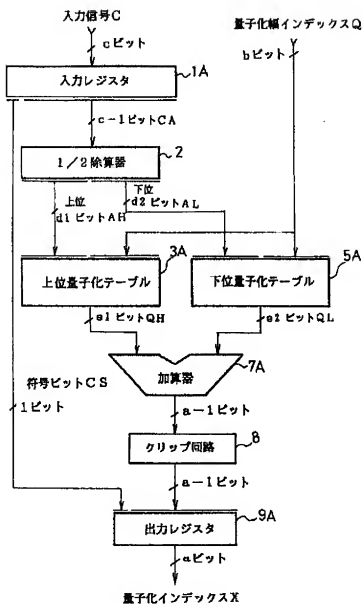 入力信号C
量子化幅インデックスQ
cビット
bビット
1A
入力レジスタ
c-1ビットCA
2
1/2除算器
上位
d1ビットAH
下位
d2ビットAL
3A
5A
上位量子化テーブル
下位量子化テーブル
e1ビットQH
e2ビットQL
加算器
7A
符号ビットCS
1ビット
a-1ビット
8
クリップ回路
a-1ビット
出力レジスタ
9A
aビット
量子化インデックスX